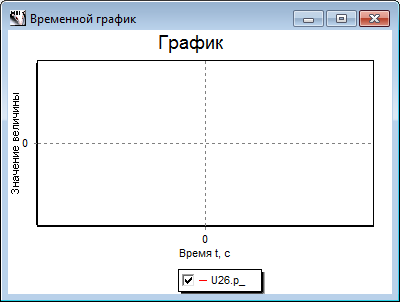 Временной график
График
Значение величины
0
0
Время t, с
U26.p_